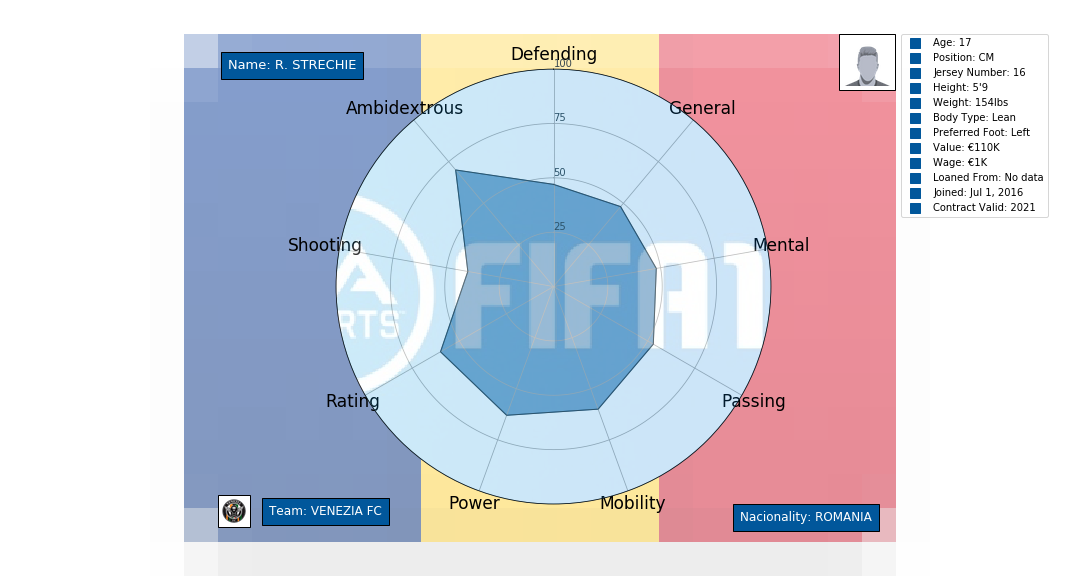 Name: R. STRECHIE
Defending
100
Ambidextrous
General
75
50
25
Shooting
Mental
Rating
Passing
Power
Mobility
FIFA1
A
RTS
Team: VENEZIA FC
Nacionality: ROMANIA
Age: 17
Position: CM
Jersey Number: 16
Height: 5'9
Weight: 154lbs
Body Type: Lean
Preferred Foot: Left
Value: €110K
Wage: €1K
Loaned From: No data
Joined: Jul 1, 2016
Contract Valid: 2021